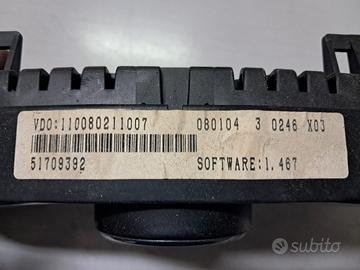 VDO:110080211007 080104 3 0246 X03
51709392 SOFTWARE:1.467
subito